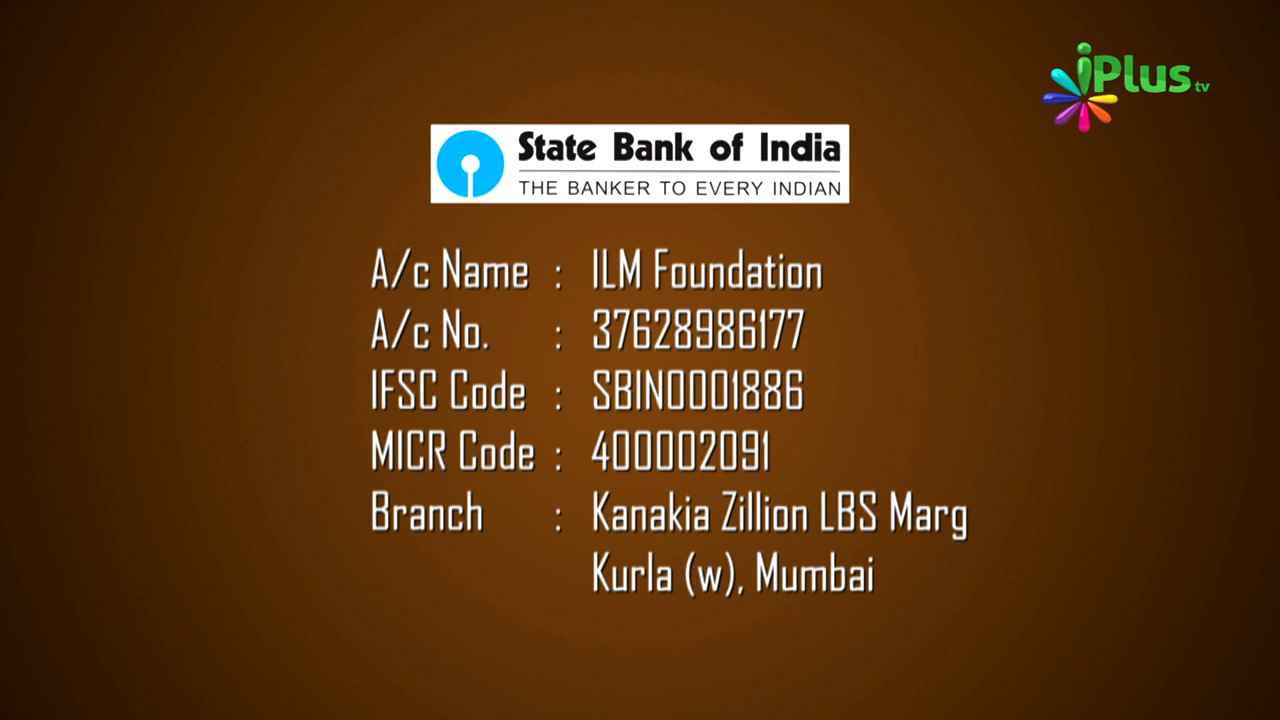 iPlus tv
State Bank of India
THE BANKER TO EVERY INDIAN
A/c Name : ILM Foundation
A/c No. : 37628986177
IFSC Code : SBIN0001886
MICR Code : 400002091
Branch : Kanakia Zillion LBS Marg
Kurla (w), Mumbai